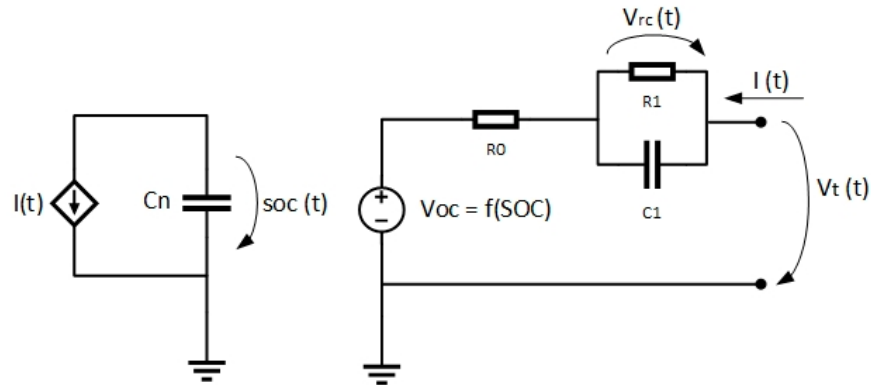 I(t)
Cn
soc (t)
+
−
Voc = f(SOC)
R0
Vrc (t)
R1
C1
I (t)
Vt (t)